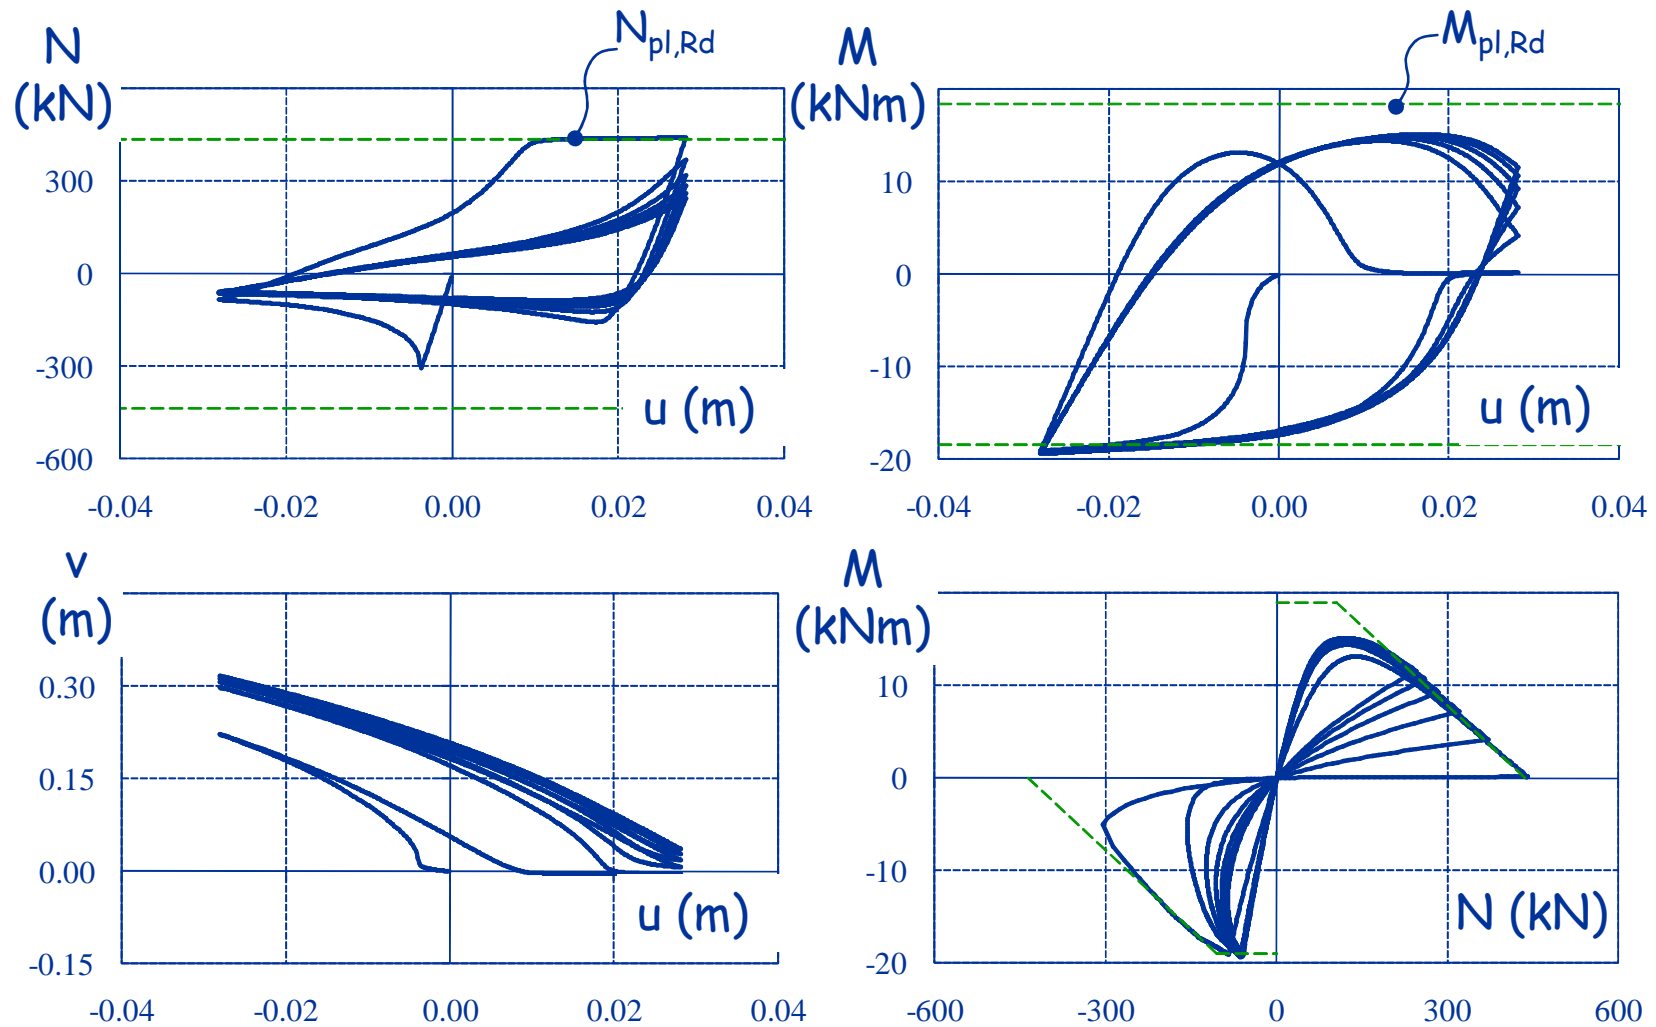 N
(kN)
N_pl,Rd
300
0
-300
-600
u (m)
-0.04 -0.02 0.00 0.02 0.04
M
(kNm)
M_pl,Rd
10
0
-10
-20
u (m)
-0.04 -0.02 0.00 0.02 0.04
v
(m)
0.30
0.15
0.00
-0.15
u (m)
-0.04 -0.02 0.00 0.02 0.04
M
(kNm)
10
0
-10
-20
N (kN)
-600 -300 0 300 600